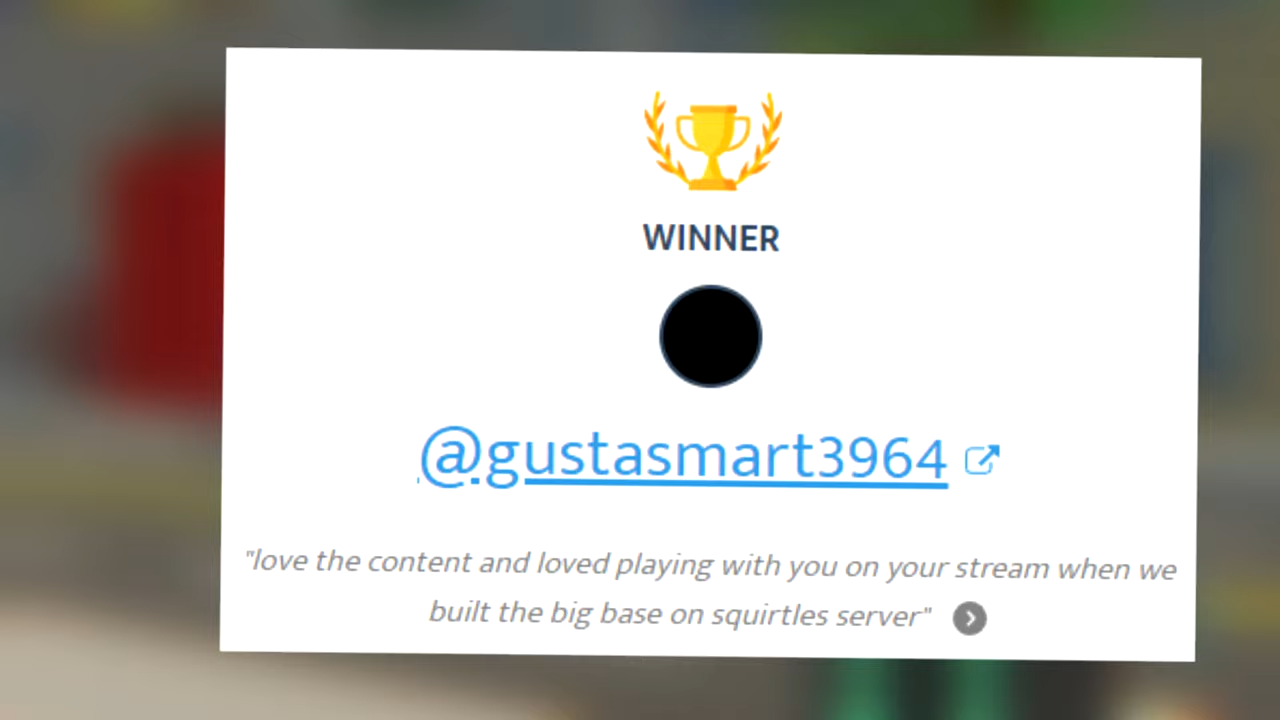 WINNER
@gustasmart3964
"love the content and loved playing with you on your stream when we
built the big base on squirtles server"